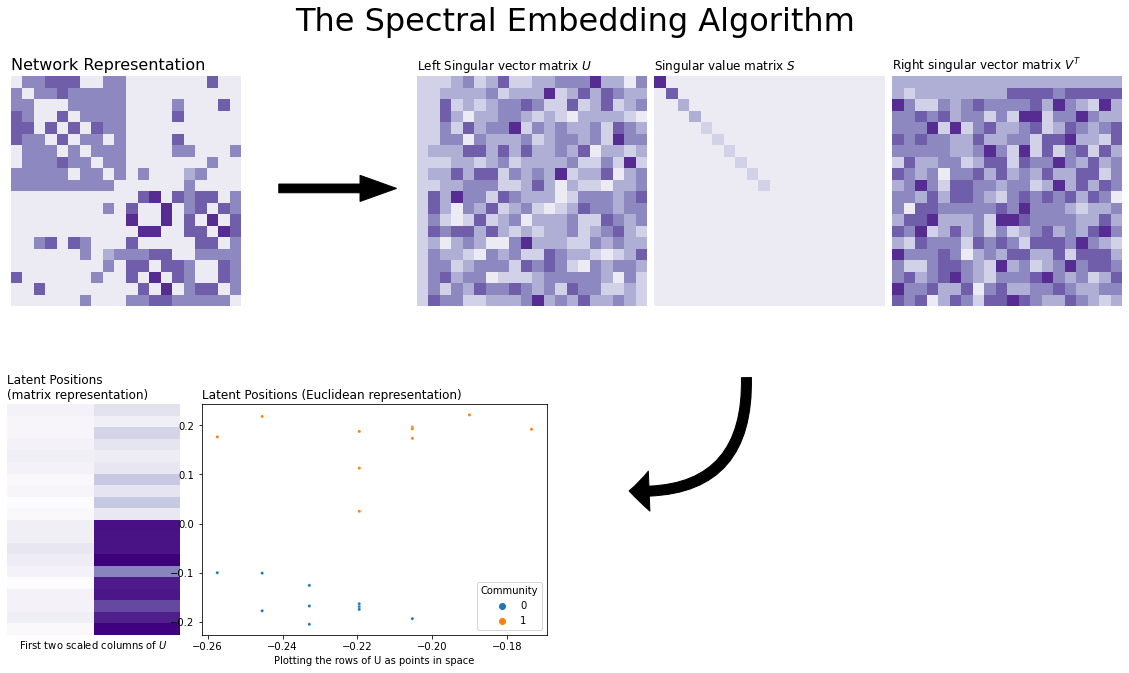 The Spectral Embedding Algorithm
Network Representation
Left Singular vector matrix U
Singular value matrix S
Right singular vector matrix V^T
Latent Positions
(matrix representation)
First two scaled columns of U
Latent Positions (Euclidean representation)
0.2
0.1
0.0
−0.1
−0.2
Community
0
1
−0.26
−0.24
−0.22
−0.20
−0.18
Plotting the rows of U as points in space